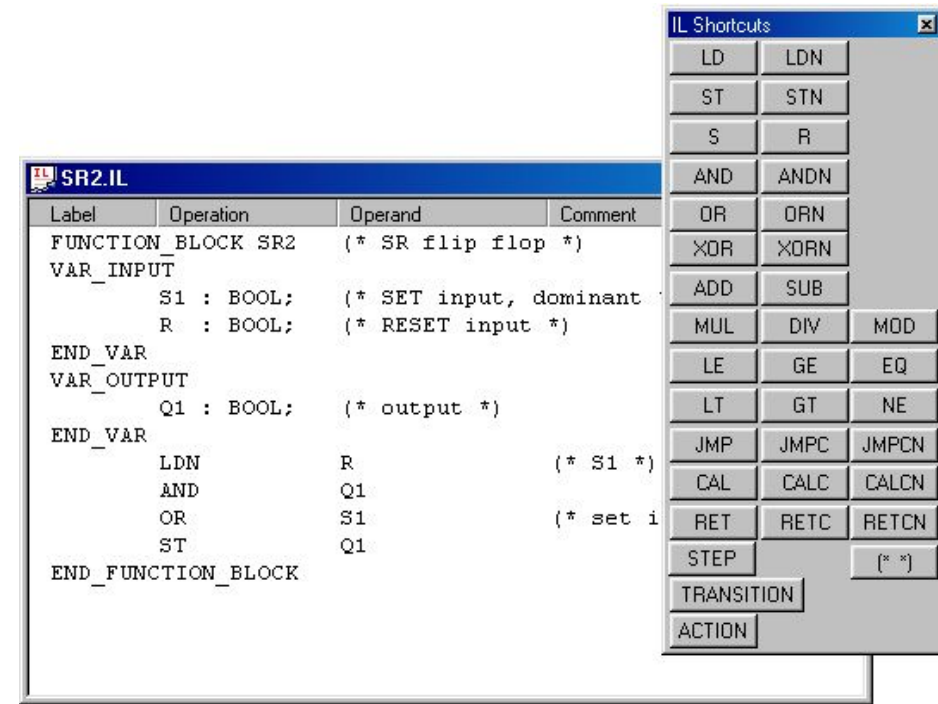 IL Shortcuts
LD LDN
ST STN
S R
AND ANDN
OR ORN
XOR XORN
ADD SUB
MUL DIV MOD
LE GE EQ
LT GT NE
JMP JMPC JMPCN
CAL CALC CALCN
RET RETC RETCN
STEP (* *)
TRANSITION
ACTION
IL SR2.IL
Label Operation Operand Comment
FUNCTION_BLOCK SR2 (* SR flip flop *)
VAR_INPUT
S1 : BOOL; (* SET input, dominant
R : BOOL; (* RESET input *)
END_VAR
VAR_OUTPUT
Q1 : BOOL; (* output *)
END_VAR
LDN R (* S1 *)
AND Q1
OR S1 (* set i
ST Q1
END_FUNCTION_BLOCK